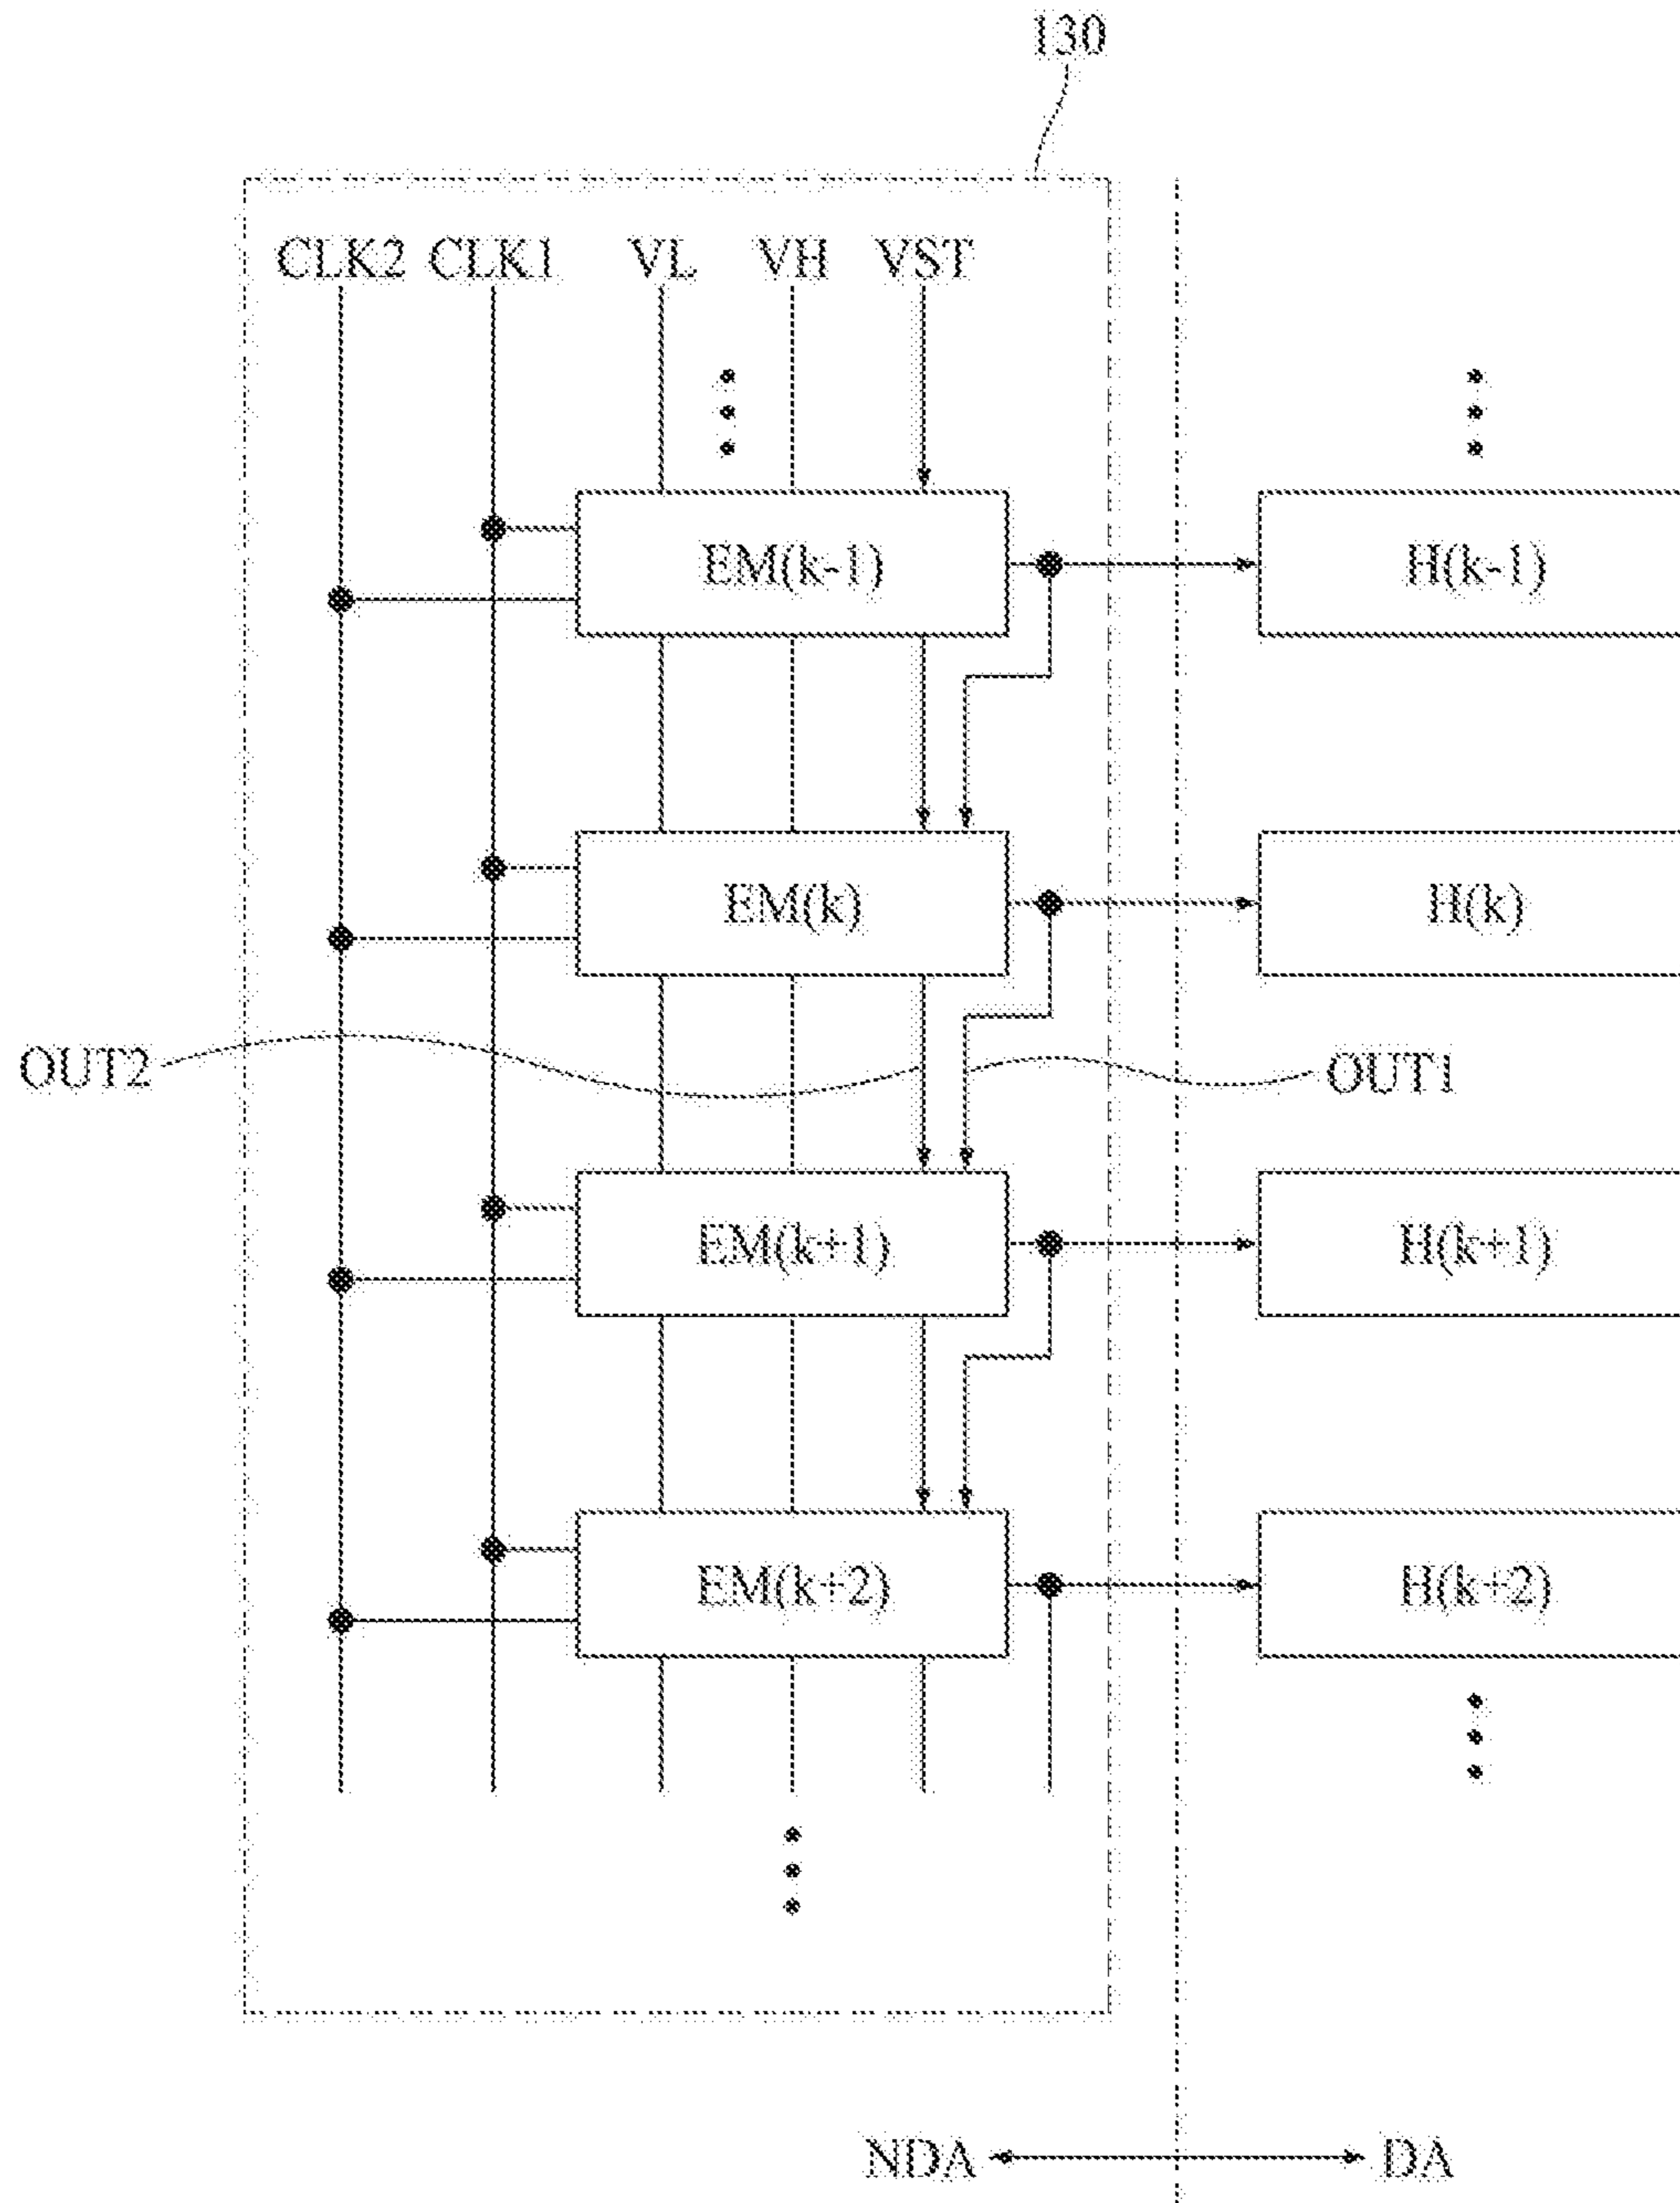 130
CLK2 CLK1 VL VH VST
EM(k-1) H(k-1)
EM(k) H(k)
OUT2 OUT1
EM(k+1) H(k+1)
EM(k+2) H(k+2)
NDA DA